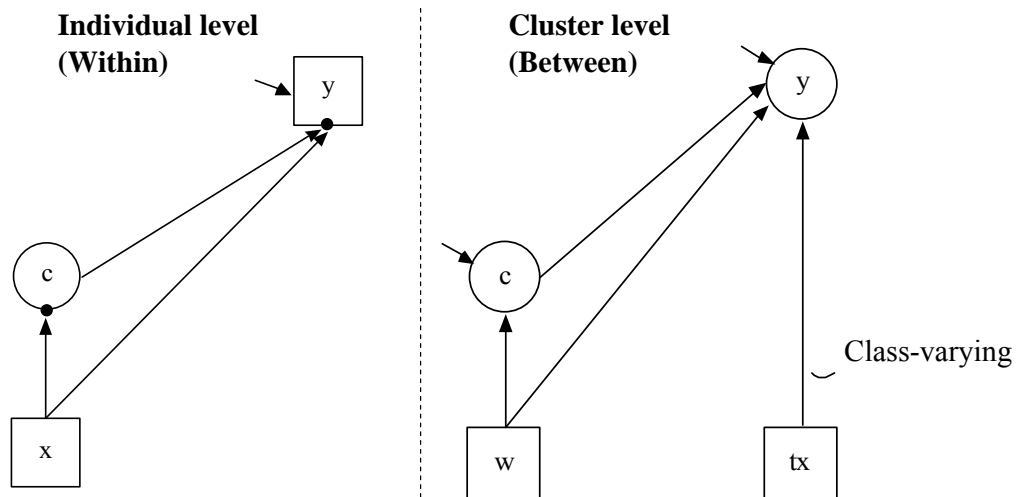 Individual level
(Within)
y
c
x
Cluster level
(Between)
y
c
Class-varying
w
tx